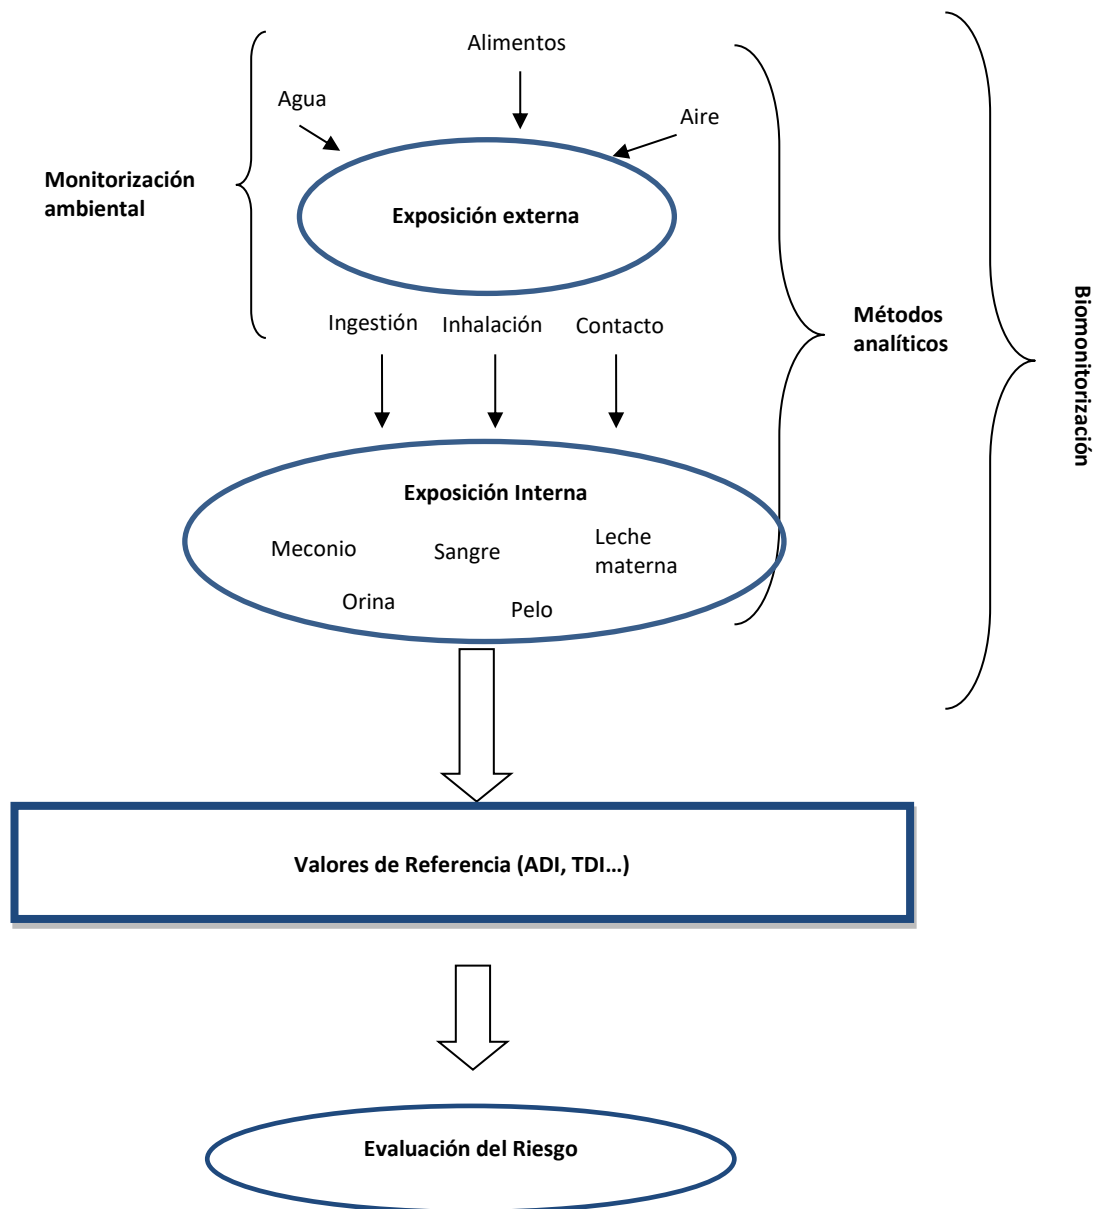 Alimentos
Agua
Aire
Monitorización
ambiental
Exposición externa
Ingestión
Inhalación
Contacto
Métodos
analíticos
Biomonitorización
Exposición Interna
Meconio
Sangre
Leche
materna
Orina
Pelo
Valores de Referencia (ADI, TDI…)
Evaluación del Riesgo